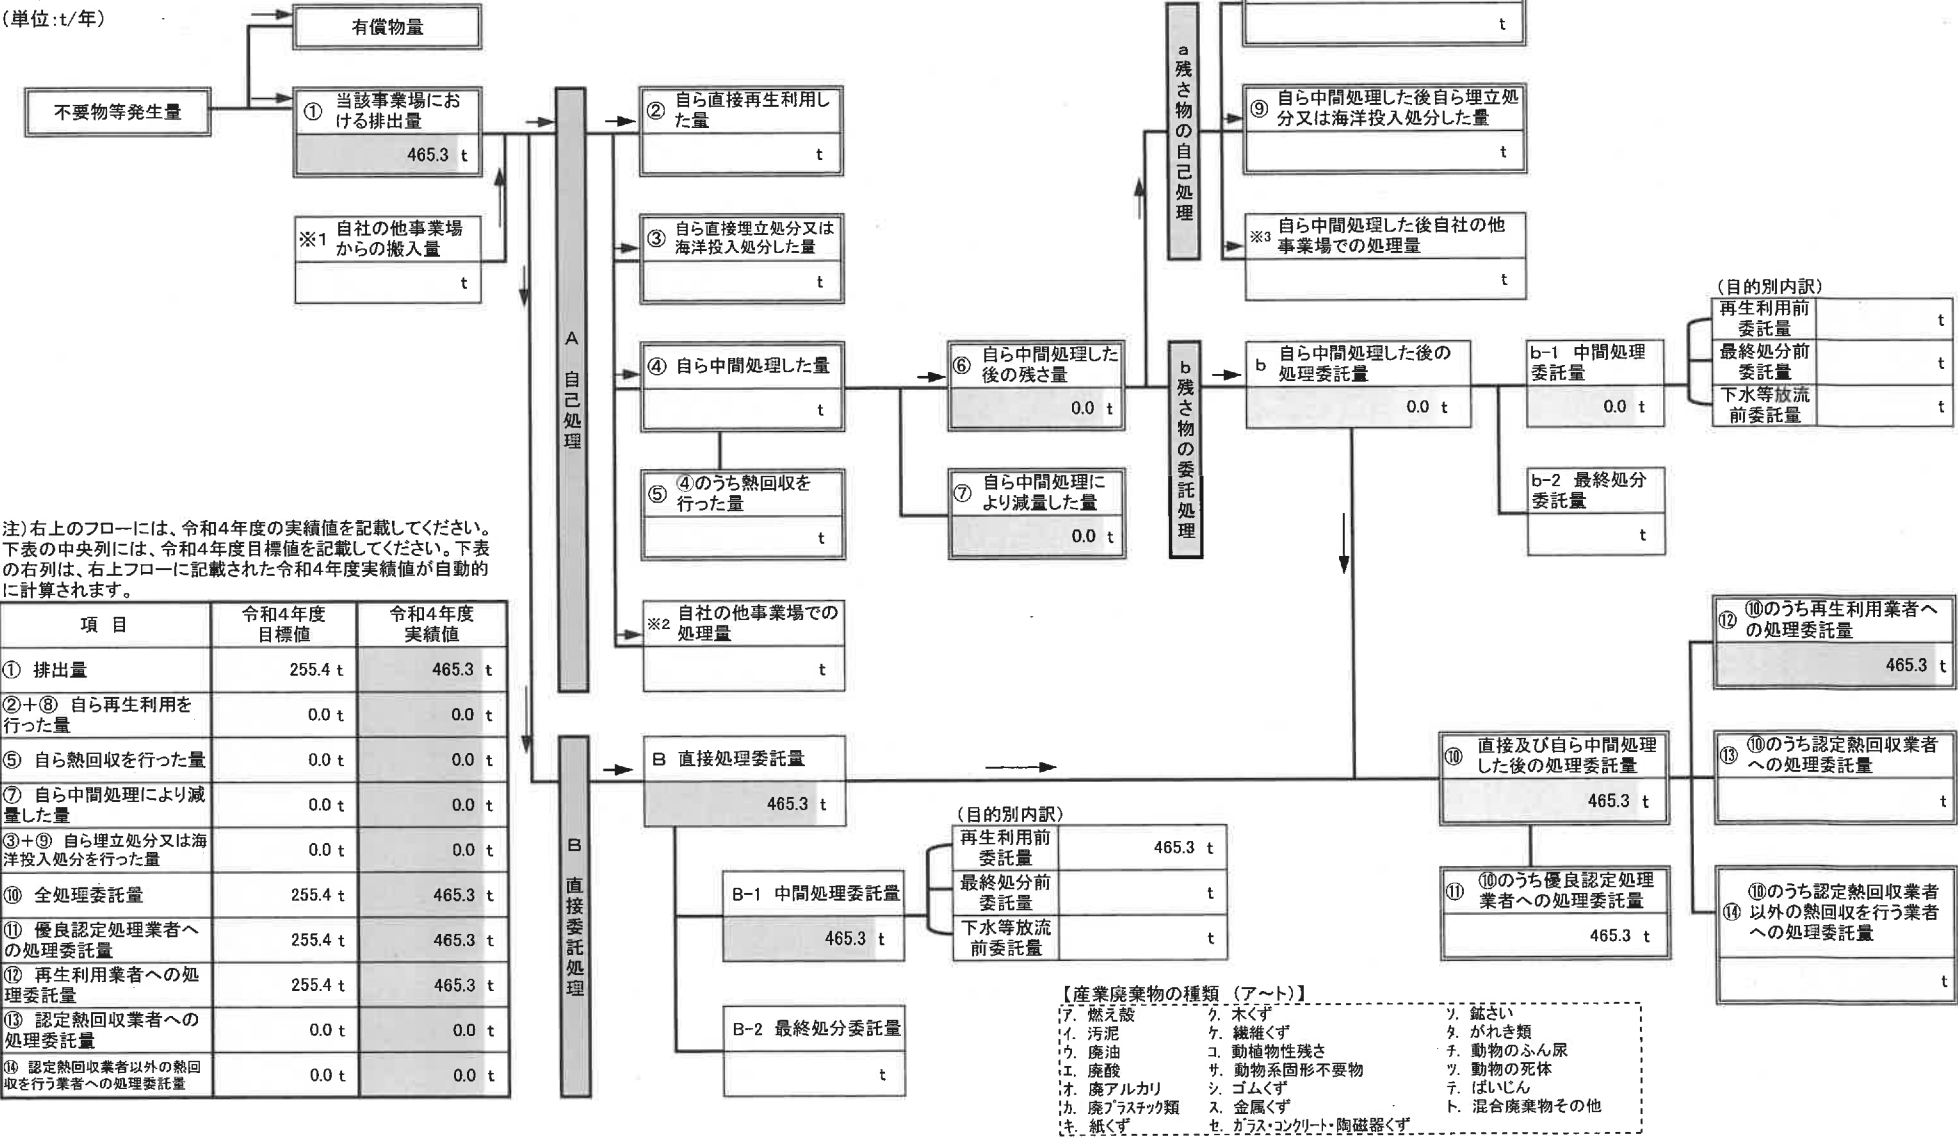 (単位:t/年)
有償物量
不要物等発生量
① 当該事業場にお
ける排出量
465.3 t
※1 自社の他事業場
からの搬入量
t
A 自己処理
② 自ら直接再生利用し
た量
t
③ 自ら直接埋立処分又は
海洋投入処分した量
t
④ 自ら中間処理した量
t
⑤ ④のうち熱回収を
行った量
t
※2 自社の他事業場での
処理量
t
⑥ 自ら中間処理した
後の残さ量
0.0 t
⑦ 自ら中間処理に
より減量した量
0.0 t
a 残さ物の自己処理
t
⑨ 自ら中間処理した後自ら埋立処
分又は海洋投入処分した量
t
※3 自ら中間処理した後自社の他
事業場での処理量
t
b 残さ物の委託処理
b 自ら中間処理した後の
処理委託量
0.0 t
b-1 中間処理
委託量
0.0 t
(目的別内訳)
再生利用前
委託量 t
最終処分前
委託量 t
下水等放流
前委託量 t
b-2 最終処分
委託量
t
注)右上のフローには、令和4年度の実績値を記載してください。
下表の中央列には、令和4年度目標値を記載してください。下表
の右列は、右上フローに記載された令和4年度実績値が自動的
に計算されます。
項 目 令和4年度
目標値 令和4年度
実績値
① 排出量 255.4 t 465.3 t
②+⑧ 自ら再生利用を
行った量 0.0 t 0.0 t
⑤ 自ら熱回収を行った量 0.0 t 0.0 t
⑦ 自ら中間処理により減
量した量 0.0 t 0.0 t
③+⑨ 自ら埋立処分又は海
洋投入処分を行った量 0.0 t 0.0 t
⑩ 全処理委託量 255.4 t 465.3 t
⑪ 優良認定処理業者へ
の処理委託量 255.4 t 465.3 t
⑫ 再生利用業者への処
理委託量 255.4 t 465.3 t
⑬ 認定熱回収業者への
処理委託量 0.0 t 0.0 t
⑭ 認定熱回収業者以外の熱回
収を行う業者への処理委託量 0.0 t 0.0 t
B 直接委託処理
B 直接処理委託量
465.3 t
B-1 中間処理委託量
465.3 t
(目的別内訳)
再生利用前
委託量 465.3 t
最終処分前
委託量 t
下水等放流
前委託量 t
B-2 最終処分委託量
t
⑩ 直接及び自ら中間処理
した後の処理委託量
465.3 t
⑪ ⑩のうち優良認定処理
業者への処理委託量
465.3 t
⑫ ⑩のうち再生利用業者へ
の処理委託量
465.3 t
⑬ ⑩のうち認定熱回収業者
への処理委託量
t
⑭ ⑩のうち認定熱回収業者
以外の熱回収を行う業者
への処理委託量
t
【産業廃棄物の種類 (ア~ト)】
ア. 燃え殻 ク. 木くず ソ. 鉱さい
イ. 汚泥 ケ. 繊維くず タ. がれき類
ウ. 廃油 コ. 動植物性残さ チ. 動物のふん尿
エ. 廃酸 サ. 動物系固形不要物 ツ. 動物の死体
オ. 廃アルカリ シ. ゴムくず テ. ばいじん
カ. 廃プラスチック類 ス. 金属くず ト. 混合廃棄物その他
キ. 紙くず セ. ガラス・コンクリート・陶磁器くず